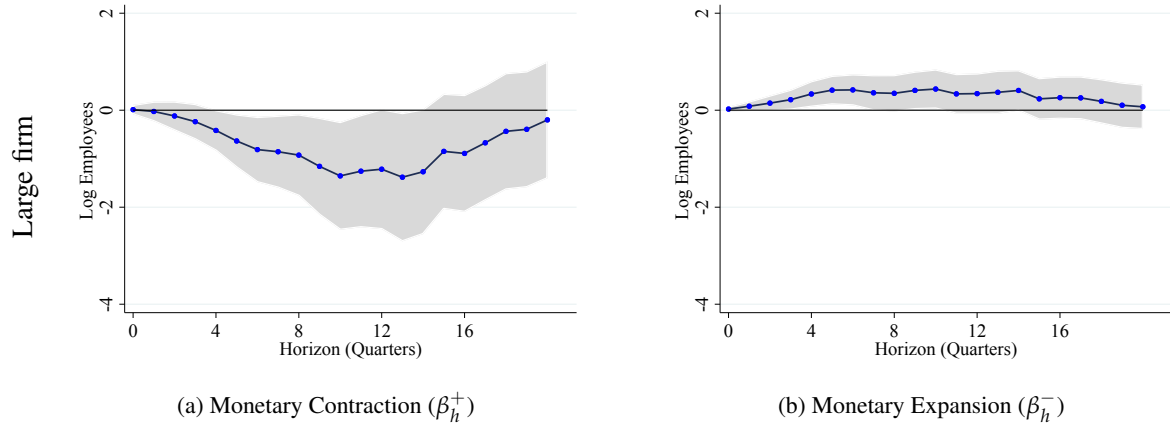 Large firm
Log Employees
2
0
-2
-4
0 4 8 12 16
Horizon (Quarters)
(a) Monetary Contraction (β_h^+)
Log Employees
2
0
-2
-4
0 4 8 12 16
Horizon (Quarters)
(b) Monetary Expansion (β_h^-)